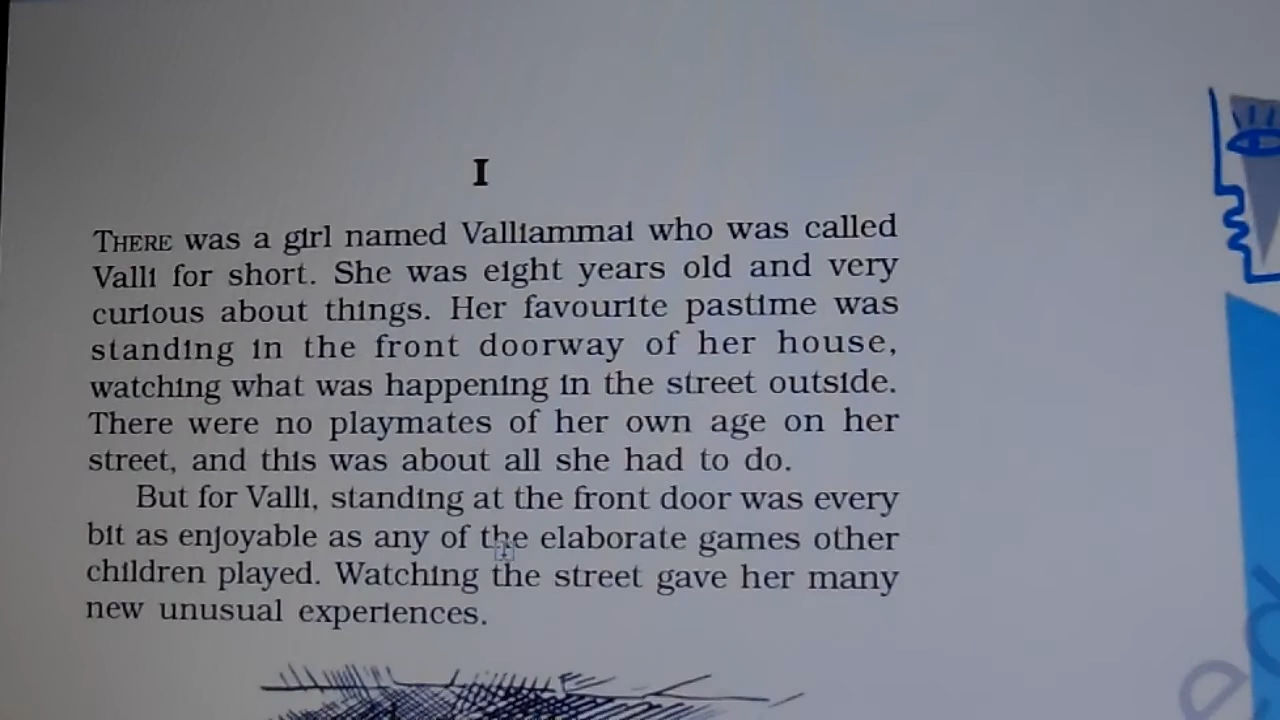 I
THERE was a girl named Valliammai who was called
Valli for short. She was eight years old and very
curious about things. Her favourite pastime was
standing in the front doorway of her house,
watching what was happening in the street outside.
There were no playmates of her own age on her
street, and this was about all she had to do.
But for Valli, standing at the front door was every
bit as enjoyable as any of the elaborate games other
children played. Watching the street gave her many
new unusual experiences.